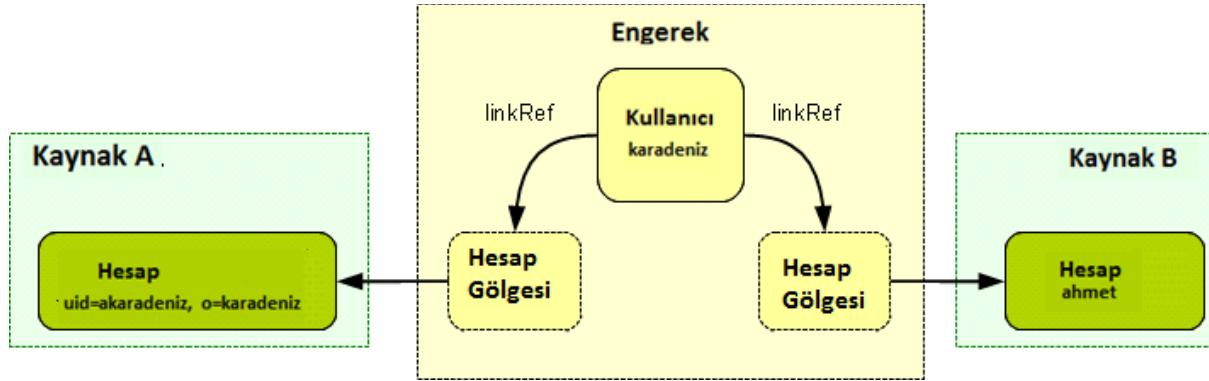 Engerek
Kullanıcı
karadeniz
linkRef
linkRef
Kaynak A .
Hesap
uid=akaradeniz, o=karadeniz
Hesap
Gölgesi
Hesap
Gölgesi
Kaynak B
Hesap
ahmet